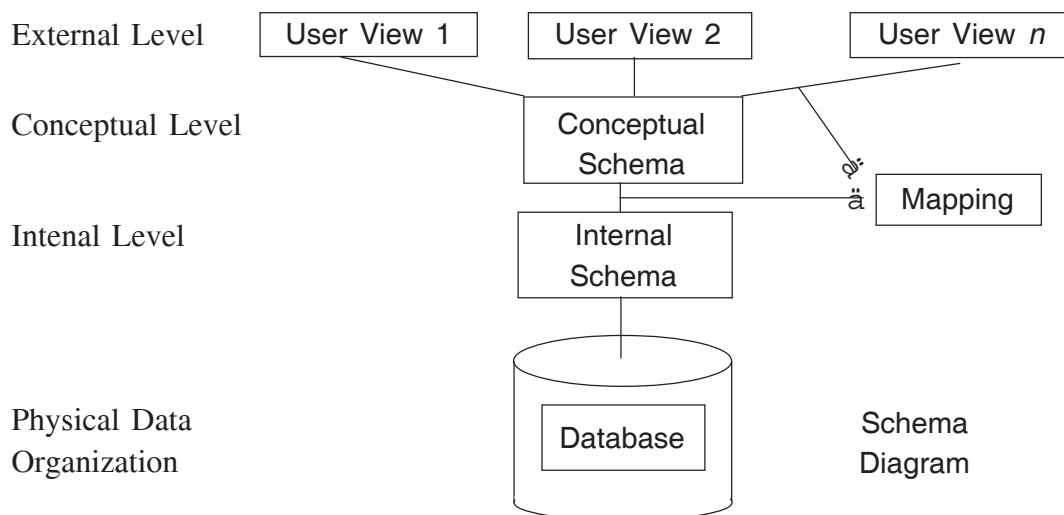 External Level User View 1 User View 2 User View n
Conceptual Level Conceptual
Schema
ä
ä Mapping
Intenal Level Internal
Schema
Physical Data Database Schema
Organization Diagram